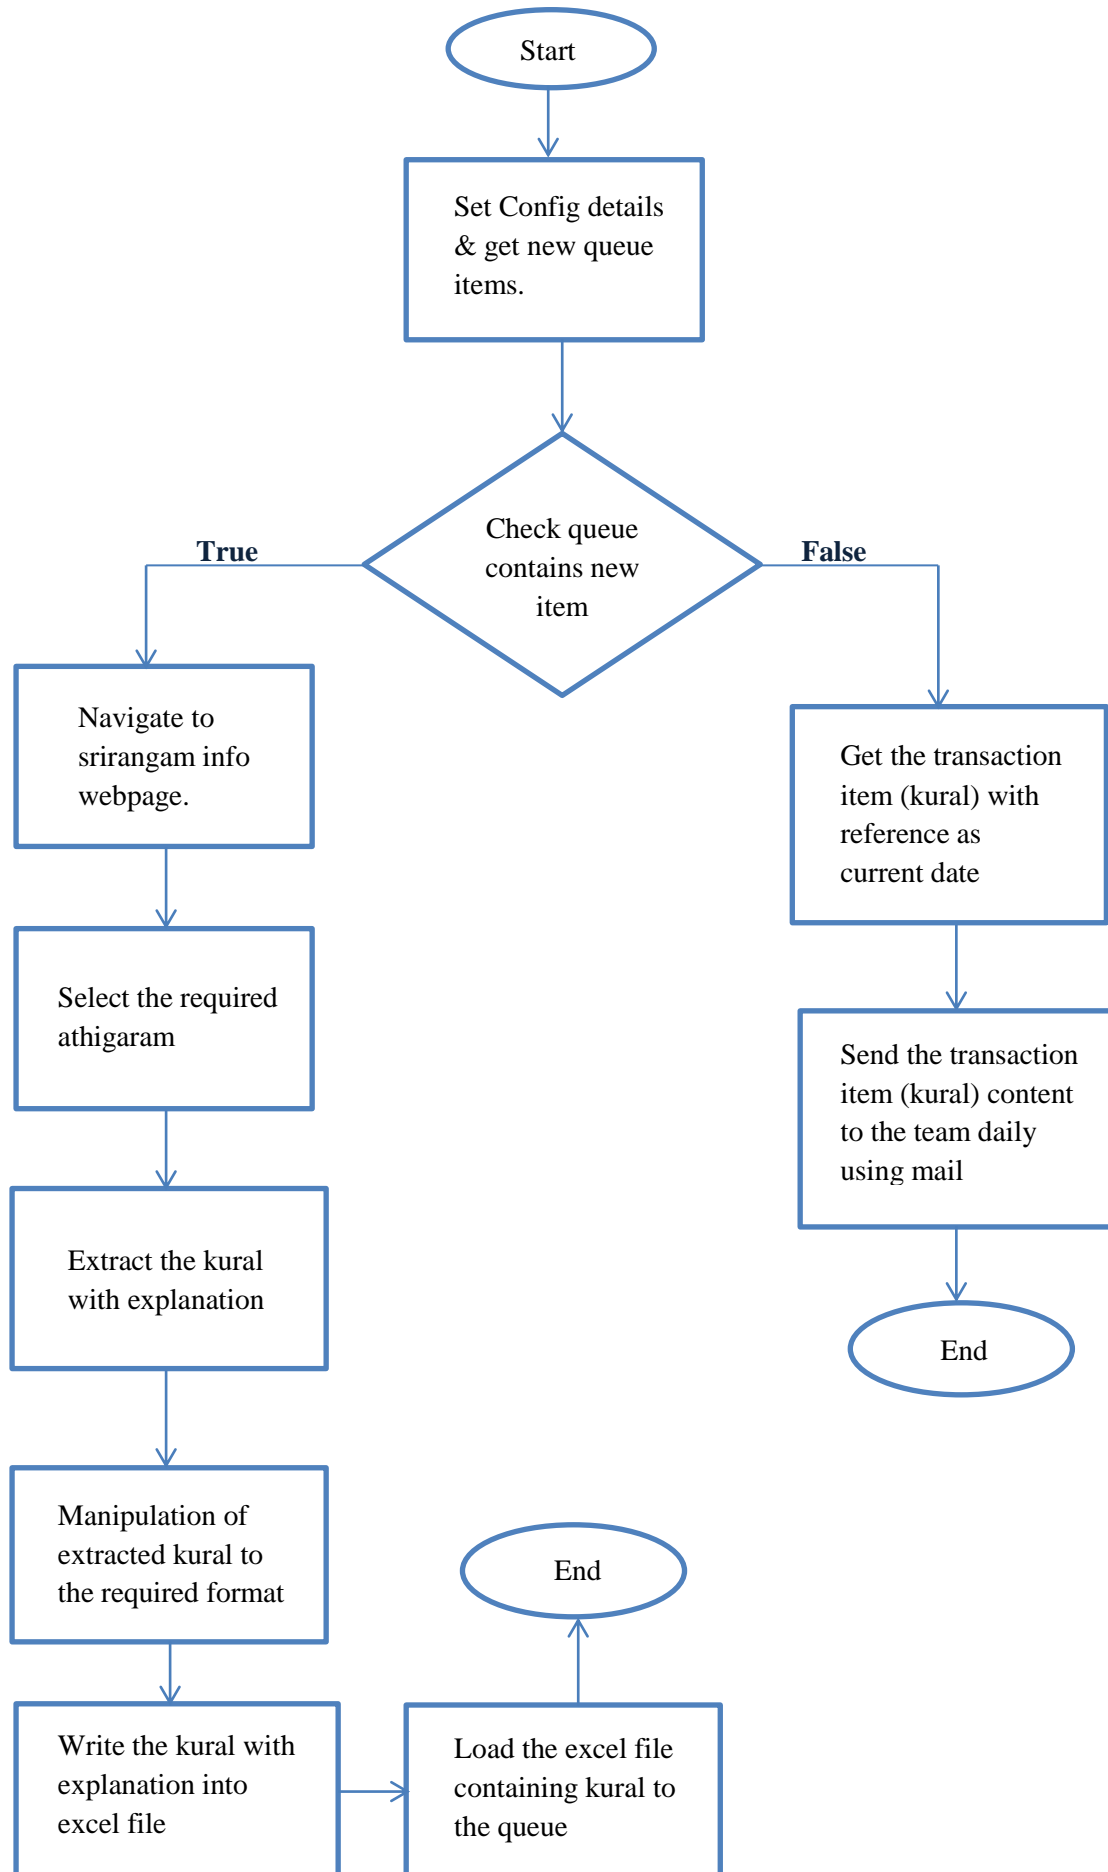 Start
Set Config details
& get new queue
items.
Check queue
contains new
item
True
False
Navigate to
srirangam info
webpage.
Get the transaction
item (kural) with
reference as
current date
Select the required
athigaram
Send the transaction
item (kural) content
to the team daily
using mail
Extract the kural
with explanation
End
Manipulation of
extracted kural to
the required format
End
Write the kural with
explanation into
excel file
Load the excel file
containing kural to
the queue